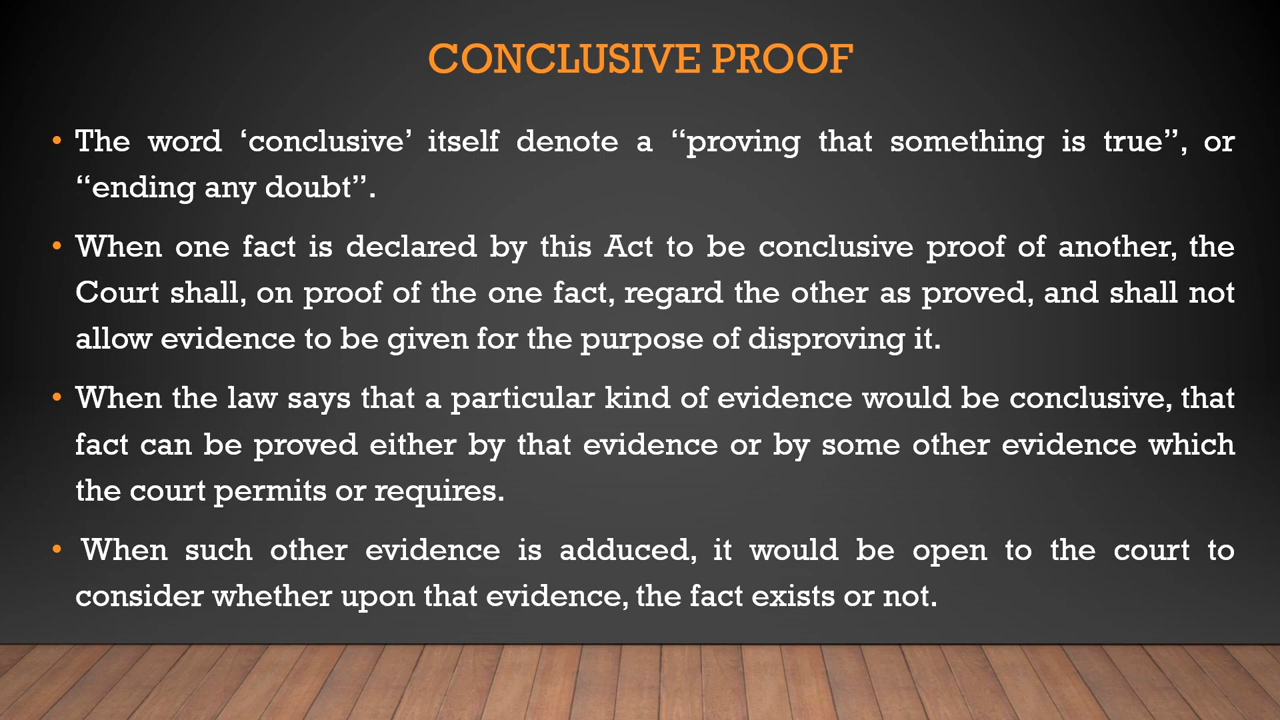 CONCLUSIVE PROOF
• The word ‘conclusive’ itself denote a “proving that something is true”, or
“ending any doubt”.
• When one fact is declared by this Act to be conclusive proof of another, the
Court shall, on proof of the one fact, regard the other as proved, and shall not
allow evidence to be given for the purpose of disproving it.
• When the law says that a particular kind of evidence would be conclusive, that
fact can be proved either by that evidence or by some other evidence which
the court permits or requires.
• When such other evidence is adduced, it would be open to the court to
consider whether upon that evidence, the fact exists or not.